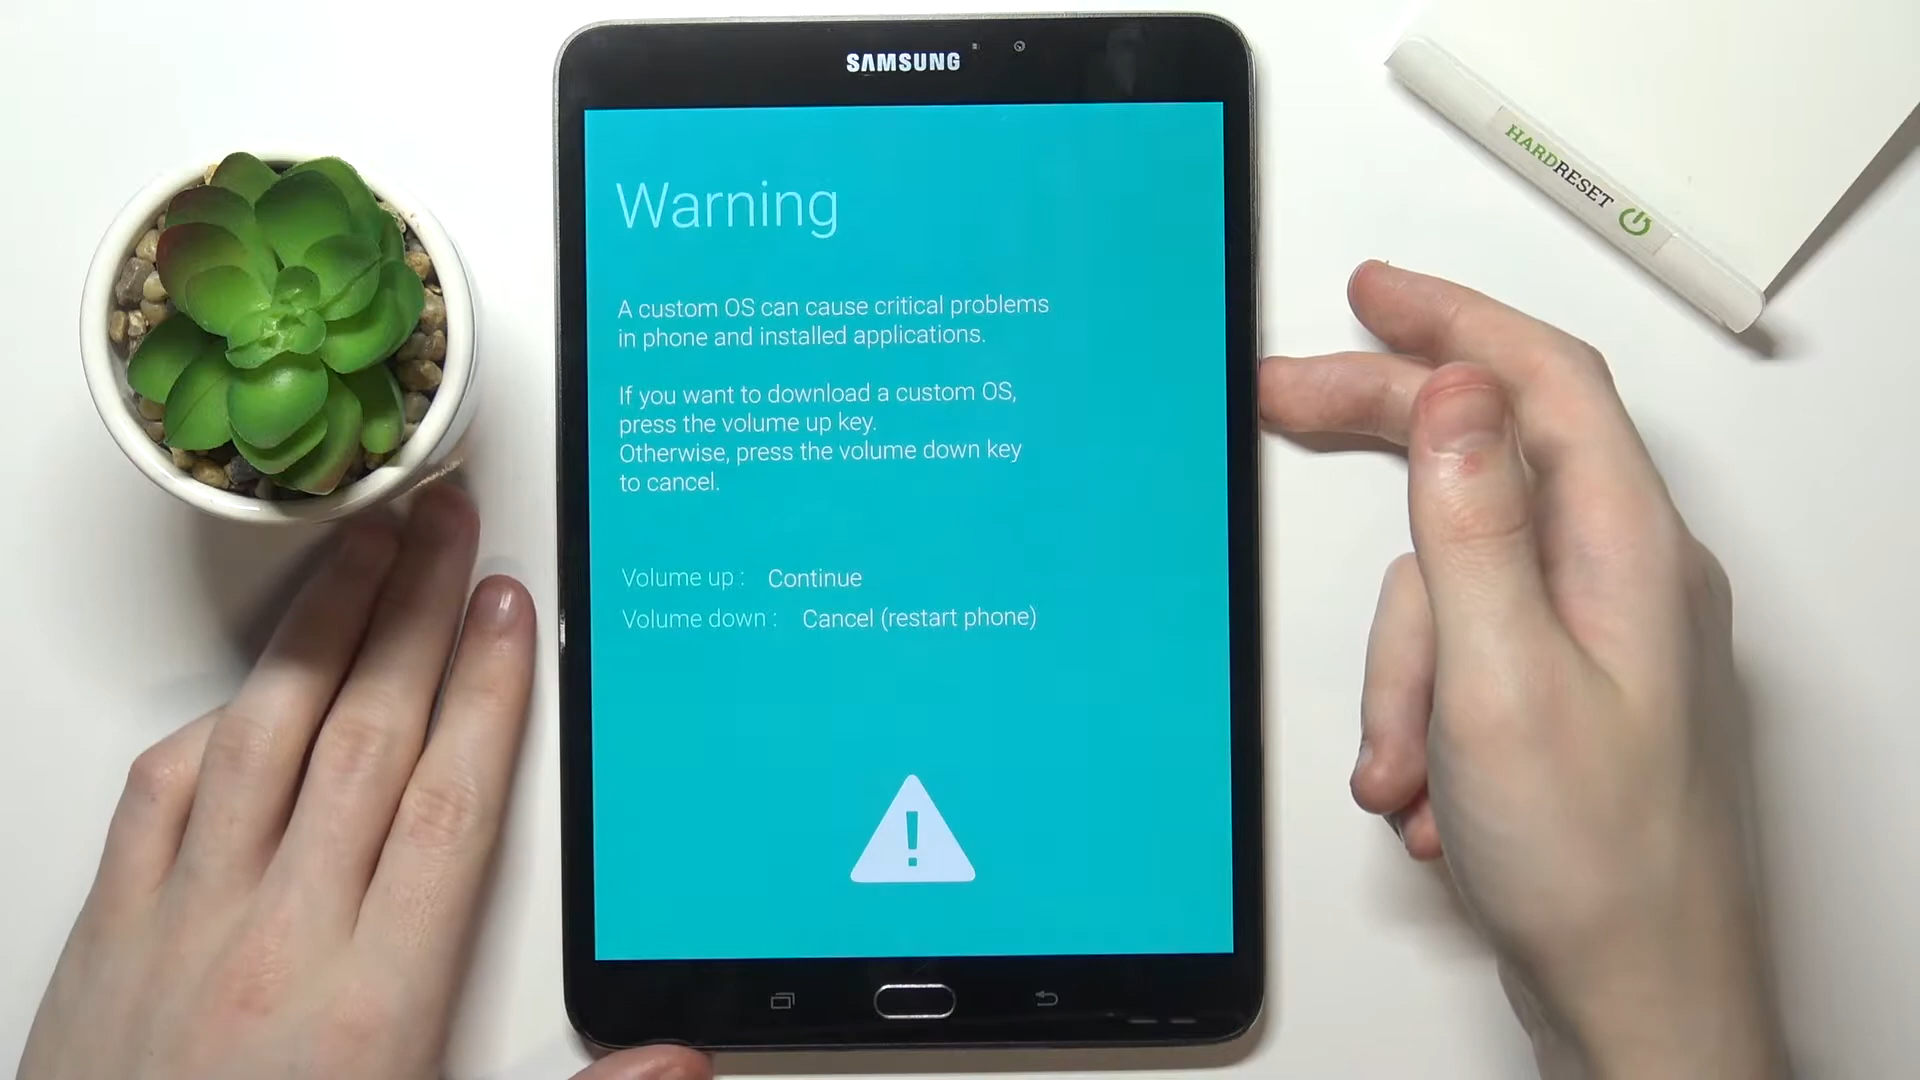 SAMSUNG
HARDRESET
Warning
A custom OS can cause critical problems
in phone and installed applications.
If you want to download a custom OS,
press the volume up key.
Otherwise, press the volume down key
to cancel.
Volume up : Continue
Volume down : Cancel (restart phone)